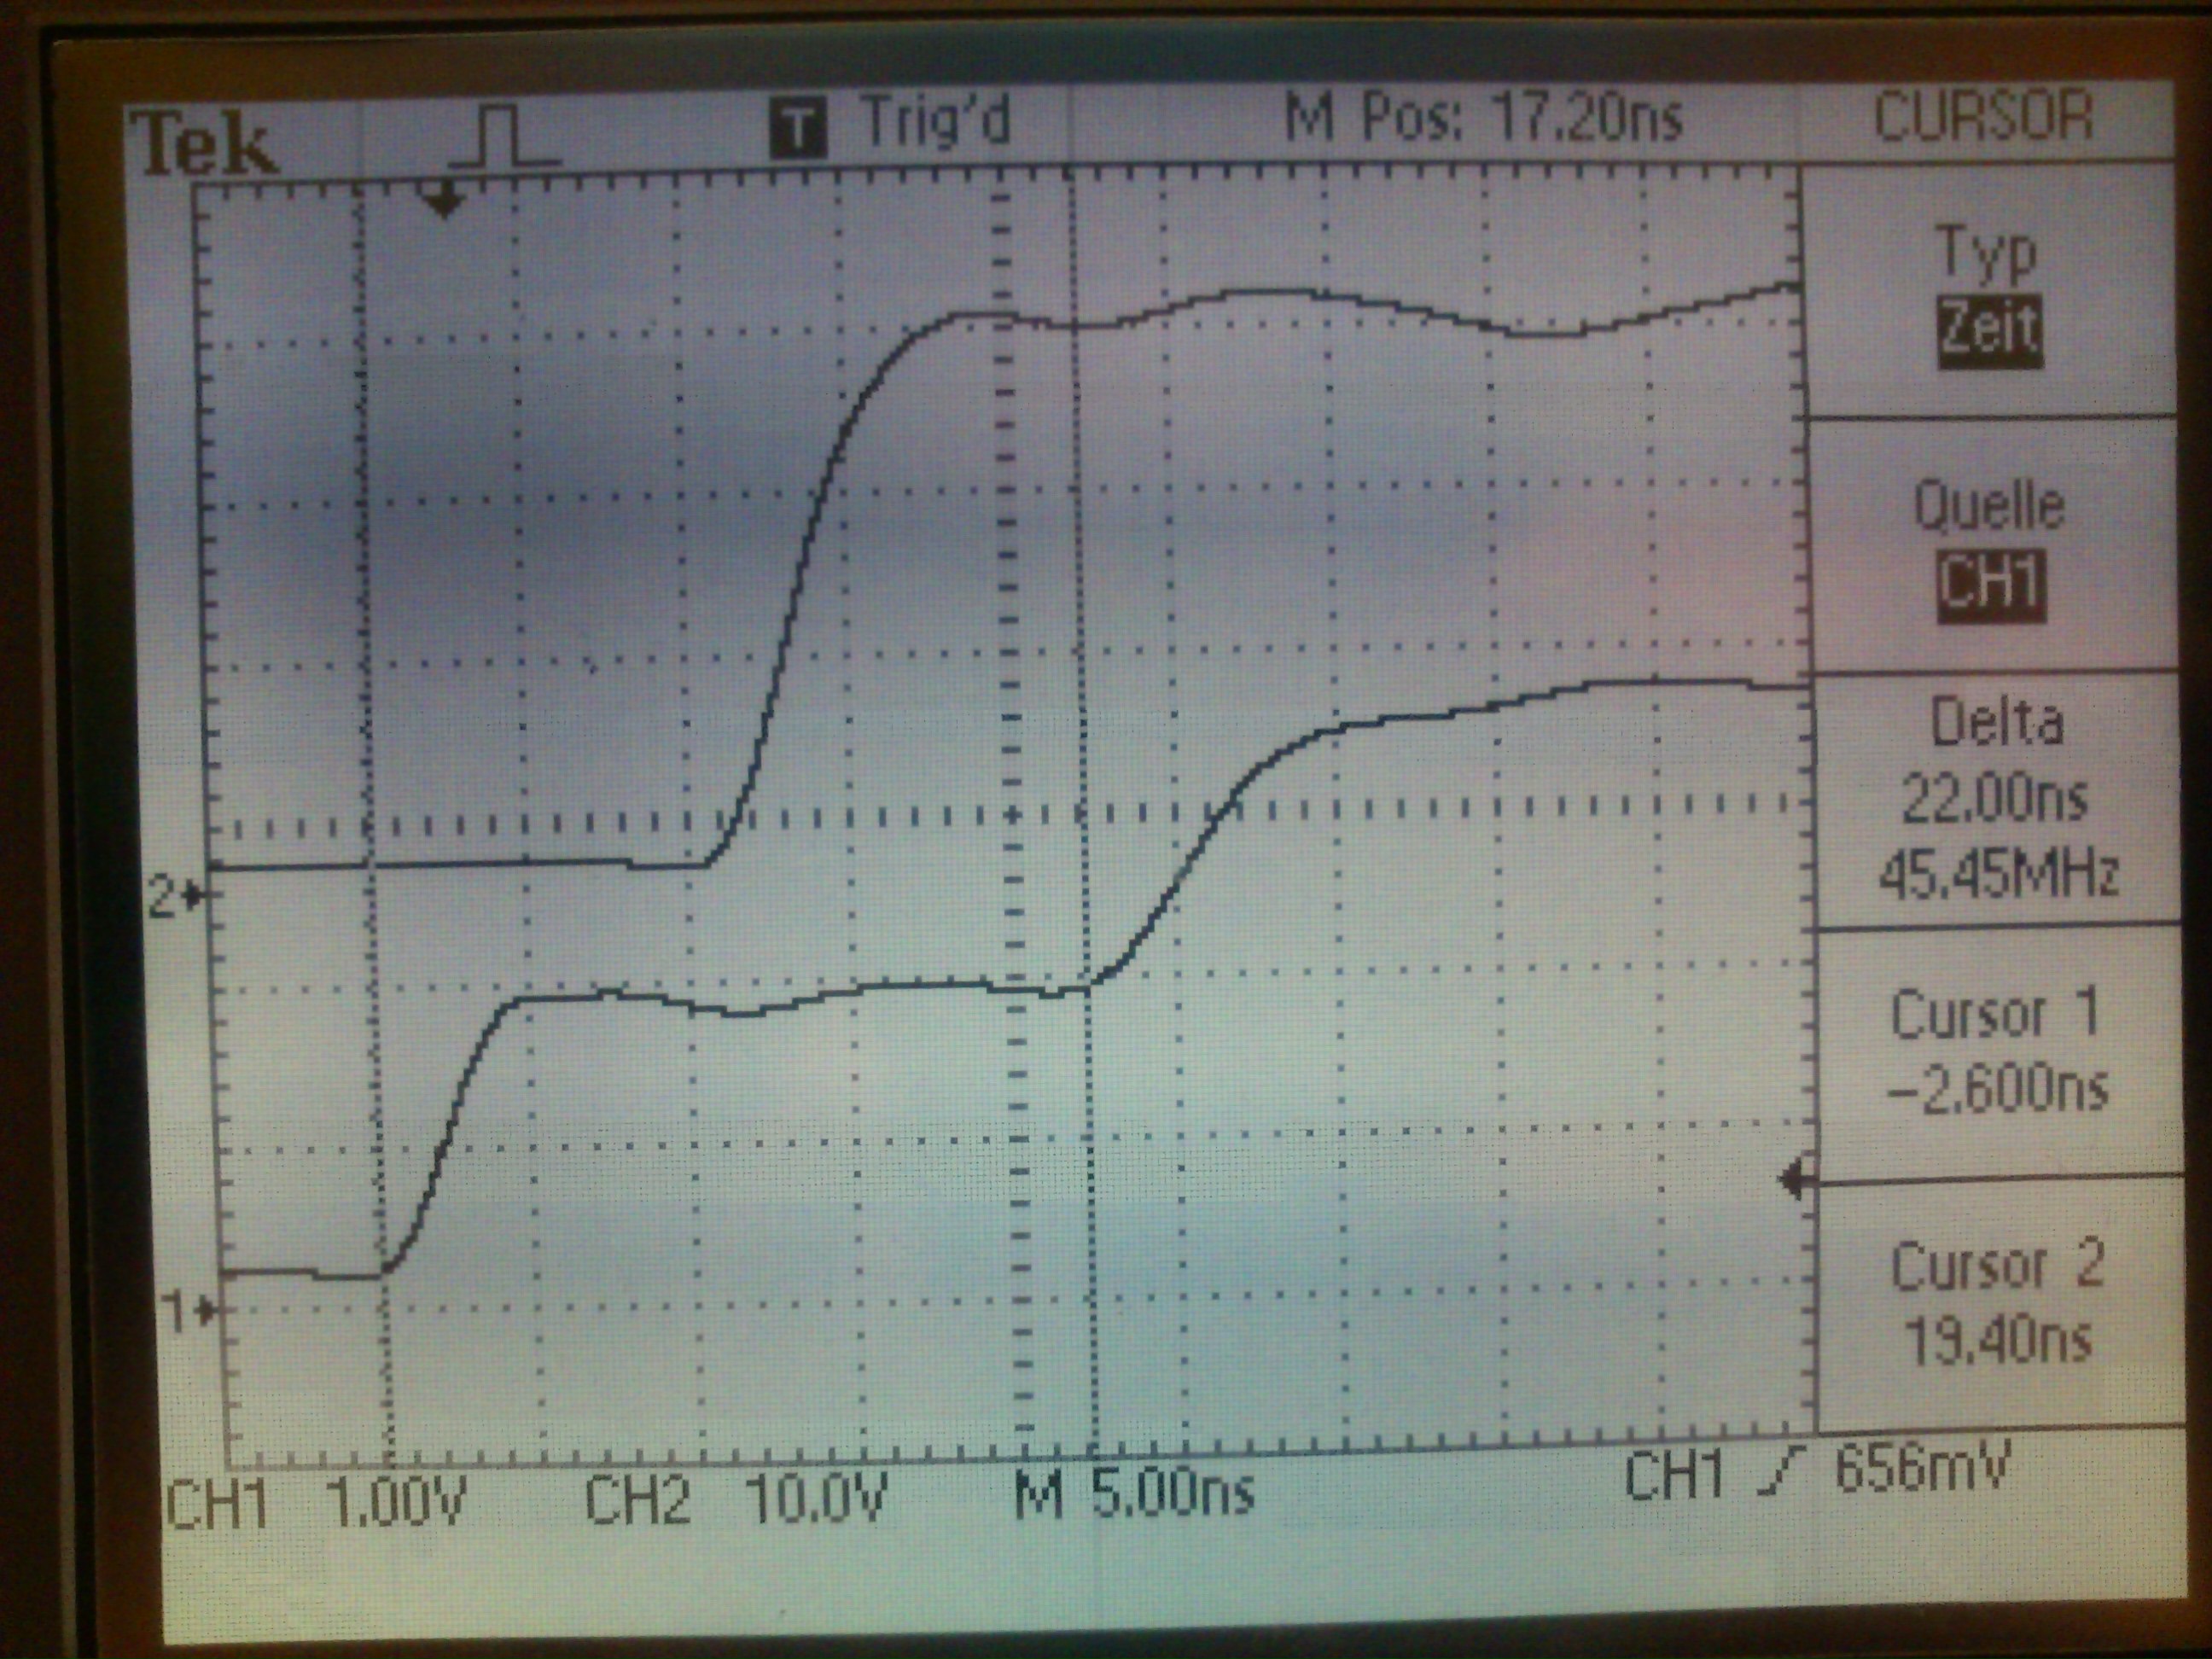 Tek T Trig'd M Pos: 17.20ns CURSOR
Typ
Zeit
Quelle
CH1
Delta
22.00ns
45.45MHz
2
Cursor 1
-2.600ns
Cursor 2
19.40ns
1
CH1 1.00V CH2 10.0V M 5.00ns CH1 656mV